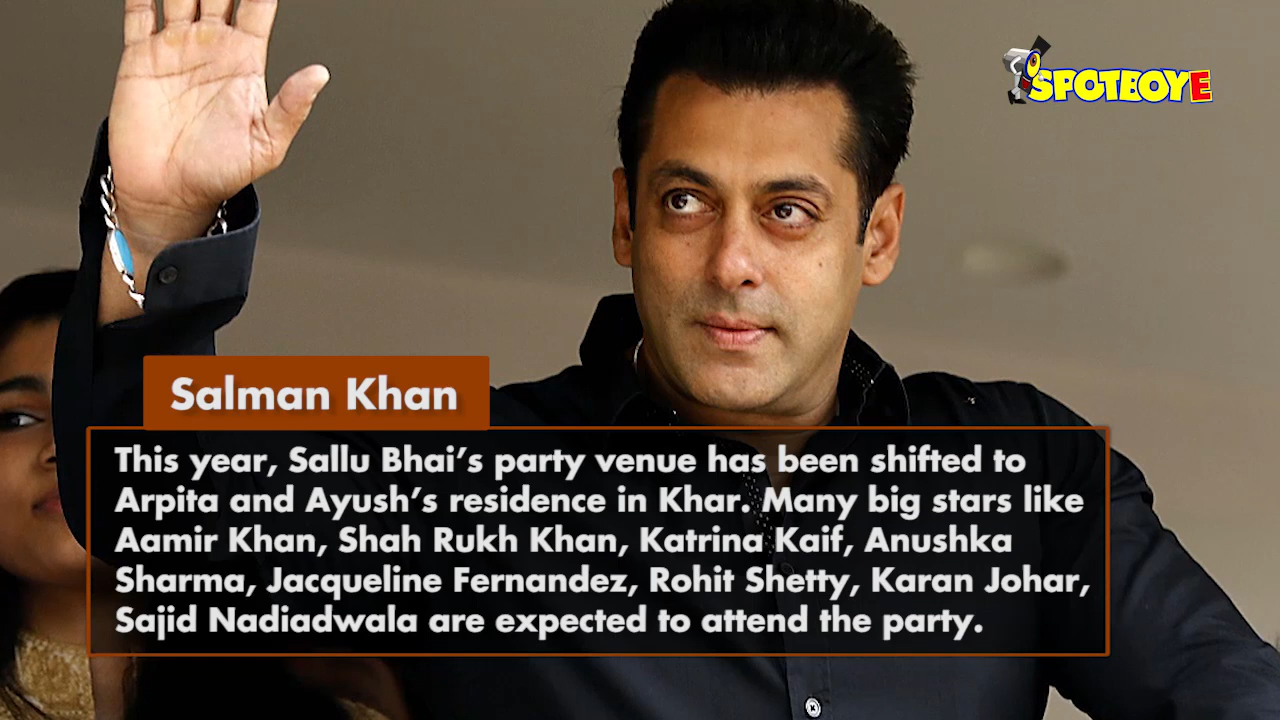 SPOTBOYE
Salman Khan
This year, Sallu Bhai’s party venue has been shifted to
Arpita and Ayush’s residence in Khar. Many big stars like
Aamir Khan, Shah Rukh Khan, Katrina Kaif, Anushka
Sharma, Jacqueline Fernandez, Rohit Shetty, Karan Johar,
Sajid Nadiadwala are expected to attend the party.